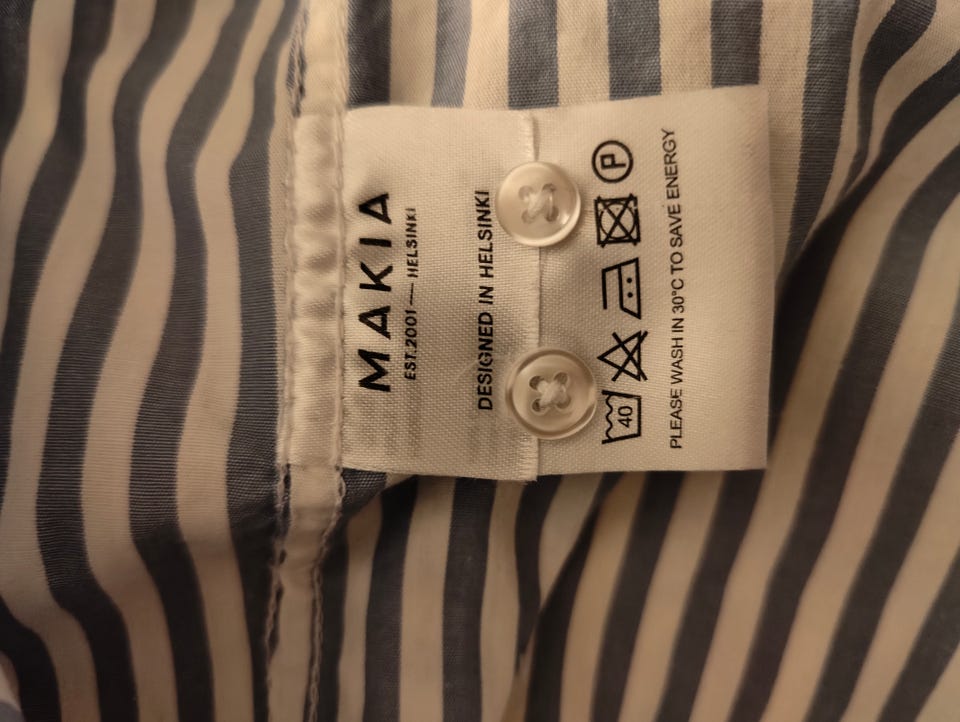 MAKIA
EST.2001 — HELSINKI
DESIGNED IN HELSINKI
40
P
PLEASE WASH IN 30°C TO SAVE ENERGY